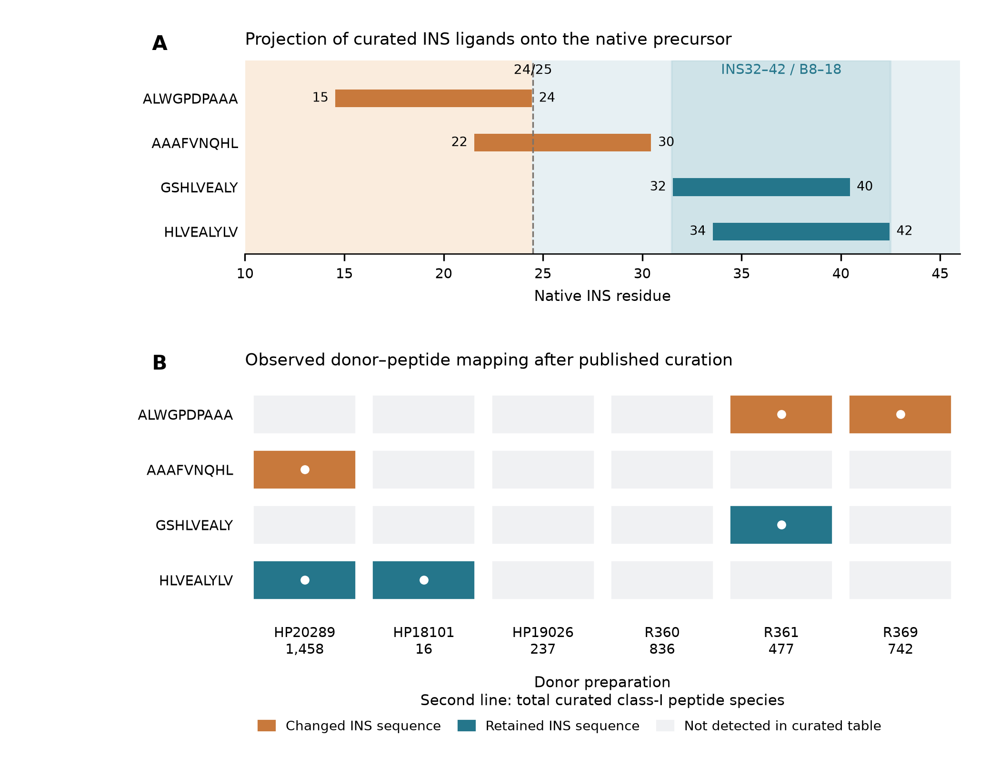 A
Projection of curated INS ligands onto the native precursor
24/25
INS32–42 / B8–18
ALWGPDPAAA
15
24
AAAFVNQHL
22
30
GSHLVEALY
32
40
HLVEALYLV
34
42
10 15 20 25 30 35 40 45
Native INS residue
B
Observed donor–peptide mapping after published curation
ALWGPDPAAA
AAAFVNQHL
GSHLVEALY
HLVEALYLV
HP20289 HP18101 HP19026 R360 R361 R369
1,458 16 237 836 477 742
Donor preparation
Second line: total curated class-I peptide species
Changed INS sequence Retained INS sequence Not detected in curated table